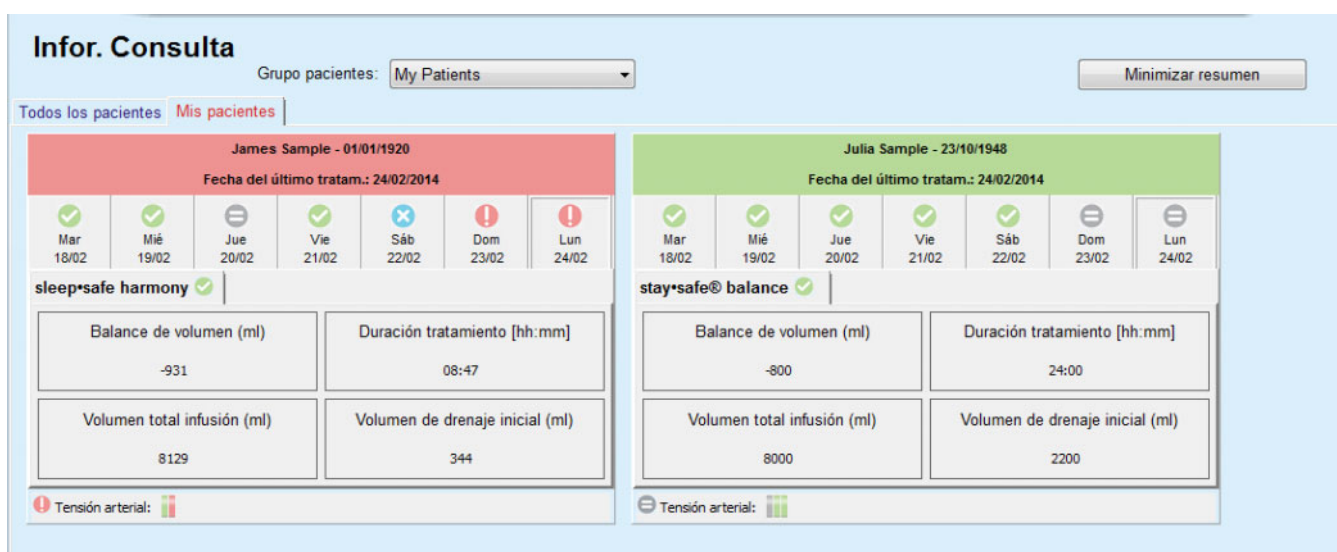 Infor. Consulta
Grupo pacientes: My Patients
Minimizar resumen
Todos los pacientes Mis pacientes
James Sample - 01/01/1920
Fecha del último tratam.: 24/02/2014
Mar Mié Jue Vie Sáb Dom Lun
18/02 19/02 20/02 21/02 22/02 23/02 24/02
sleep•safe harmony
Balance de volumen (ml) Duración tratamiento [hh:mm]
-931 08:47
Volumen total infusión (ml) Volumen de drenaje inicial (ml)
8129 344
Tensión arterial:
Julia Sample - 23/10/1948
Fecha del último tratam.: 24/02/2014
Mar Mié Jue Vie Sáb Dom Lun
18/02 19/02 20/02 21/02 22/02 23/02 24/02
stay•safe® balance
Balance de volumen (ml) Duración tratamiento [hh:mm]
-800 24:00
Volumen total infusión (ml) Volumen de drenaje inicial (ml)
8000 2200
Tensión arterial: